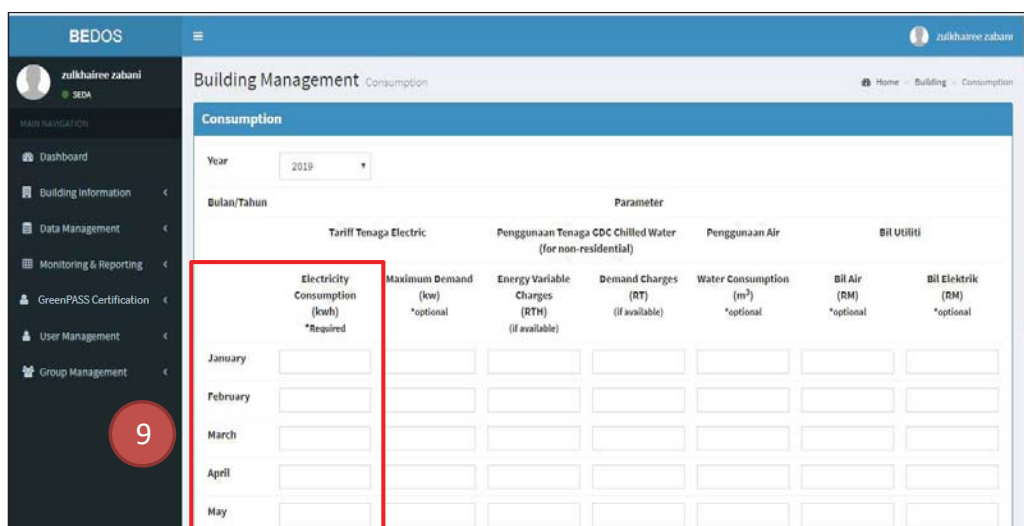 BEDOS
zulkhairee zabani
zulkhairee zabani
SEDA
MAIN NAVIGATION
Dashboard
Building Information
Data Management
Monitoring & Reporting
GreenPASS Certification
User Management
Group Management
9
Building Management Consumption
Home - Building - Consumption
Consumption
Year
2019
Bulan/Tahun
Parameter
Tariff Tenaga Electric
Penggunaan Tenaga GDC Chilled Water
(for non-residential)
Penggunaan Air
Bil Utiliti
Electricity
Consumption
(kwh)
*Required
Maximum Demand
(kw)
*optional
Energy Variable
Charges
(RTH)
(if available)
Demand Charges
(RT)
(if available)
Water Consumption
(m³)
*optional
Bil Air
(RM)
*optional
Bil Elektrik
(RM)
*optional
January
February
March
April
May